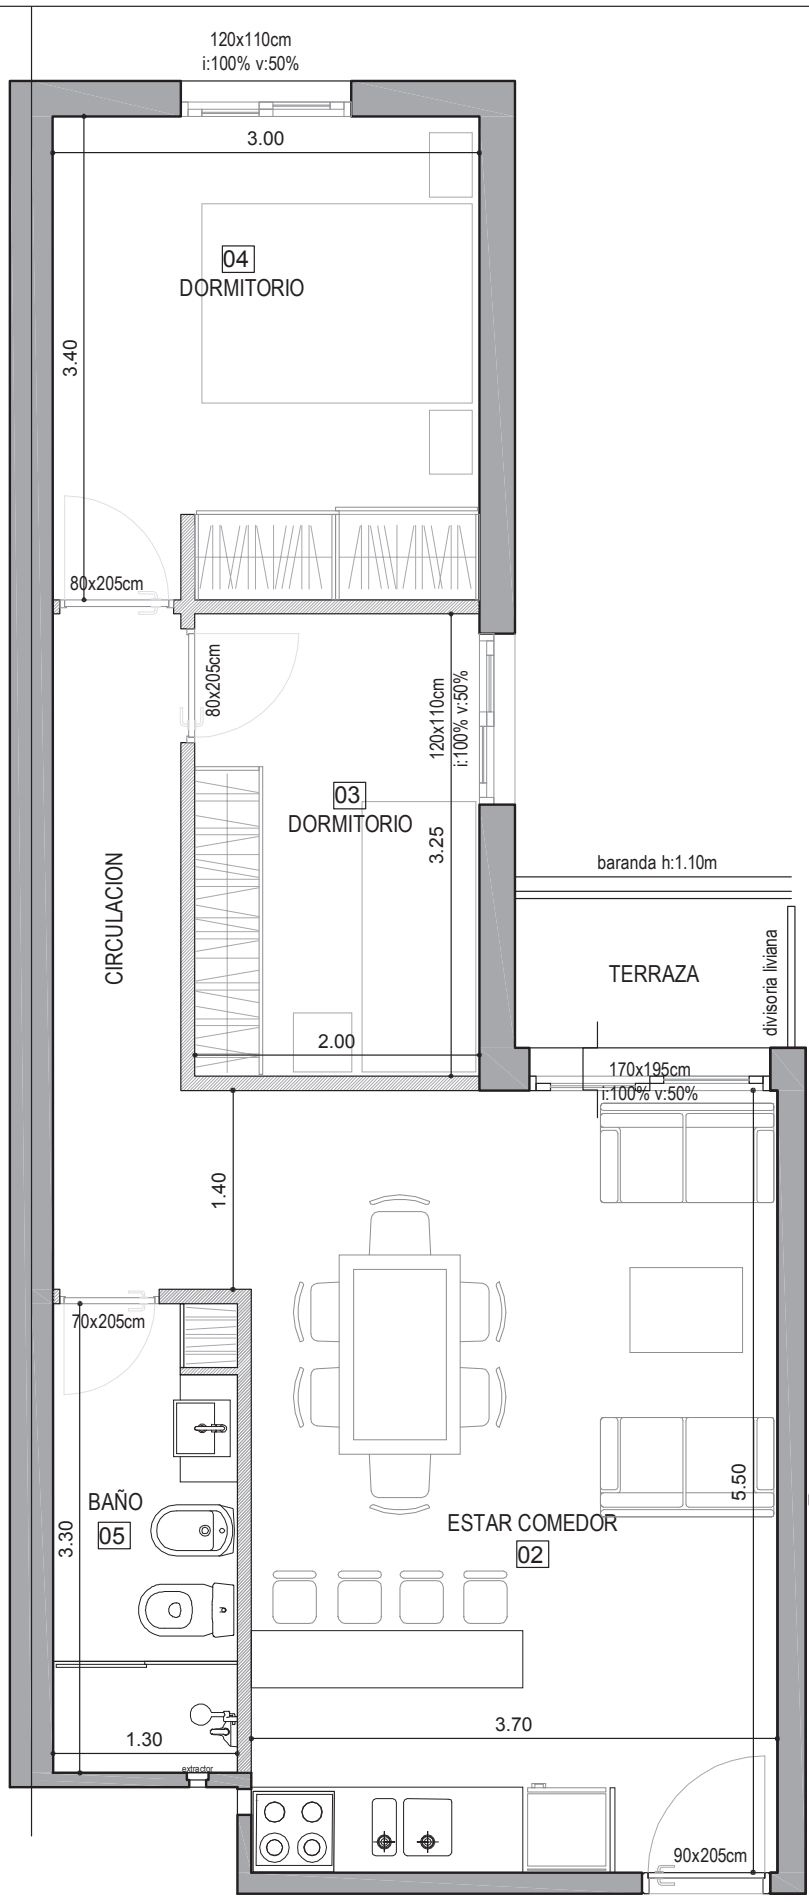 120x110cm
i:100% v:50%
3.00
04
DORMITORIO
3.40
80x205cm
80x205cm
120x110cm
i:100% v:50%
03
DORMITORIO
3.25
CIRCULACION
baranda h:1.10m
TERRAZA
divisoria liviana
2.00
170x195cm
i:100% v:50%
1.40
70x205cm
BAÑO
05
3.30
5.50
ESTAR COMEDOR
02
1.30
3.70
extractor
90x205cm